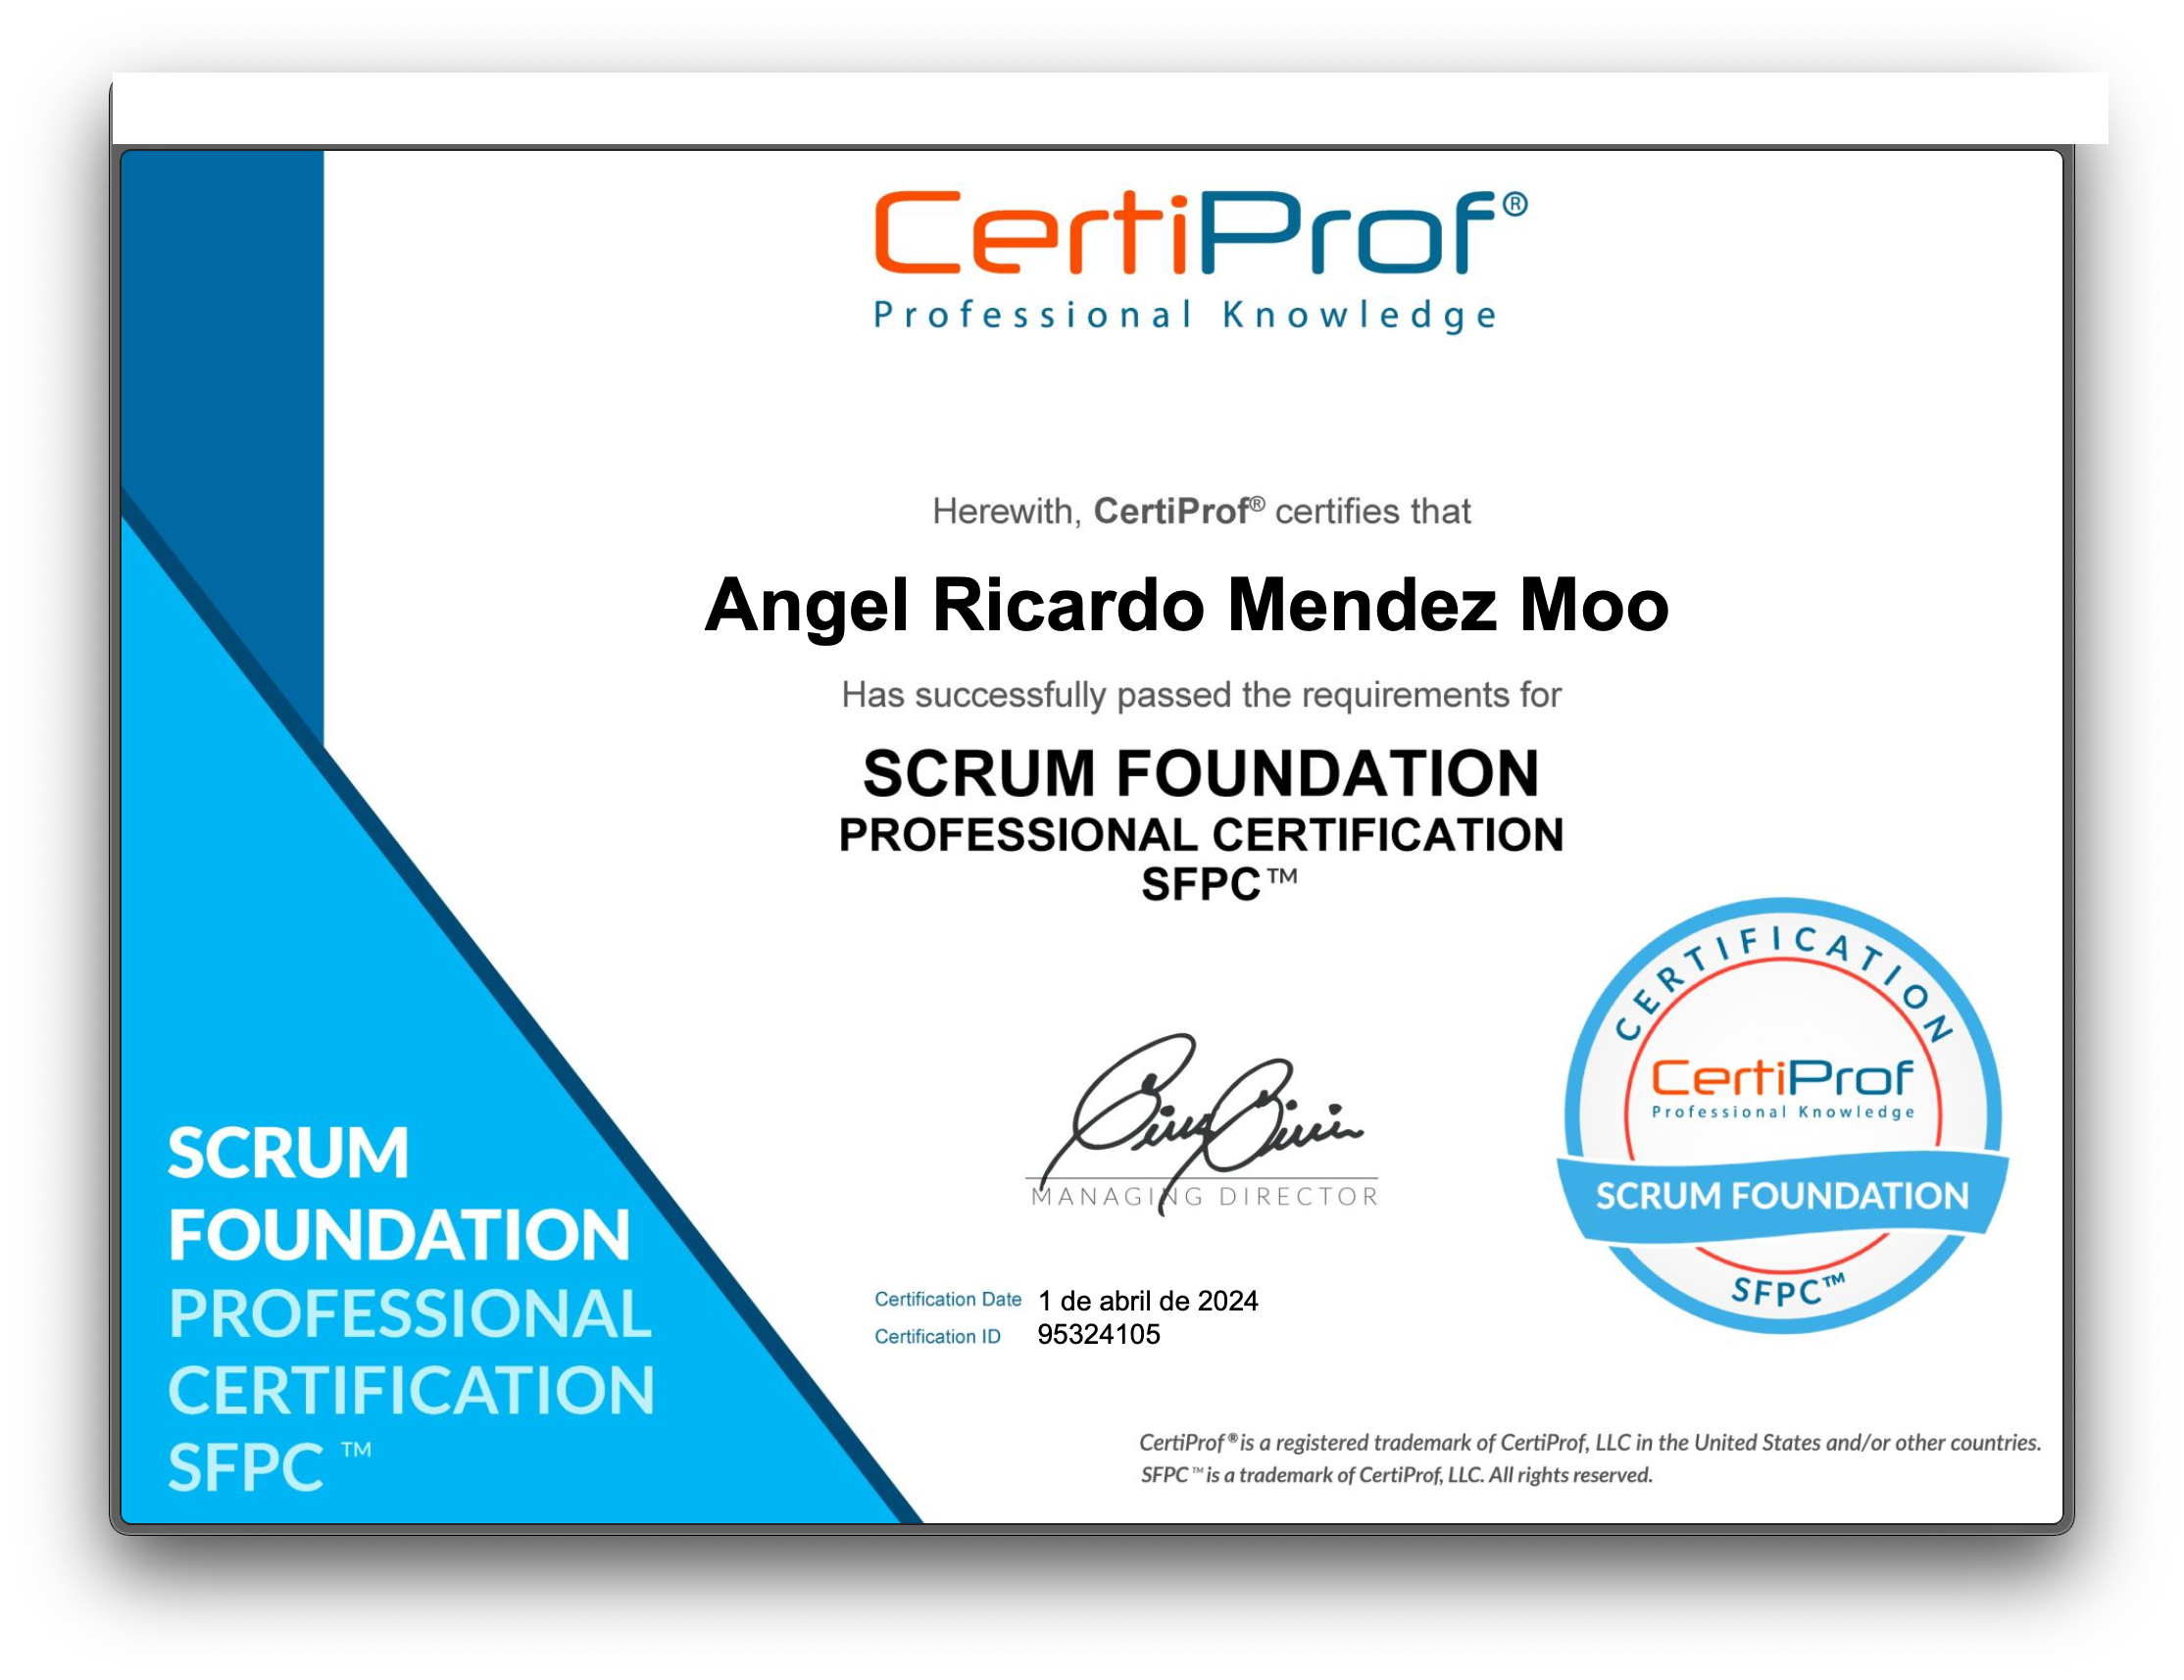 CertiProf®
Professional Knowledge
Herewith, CertiProf® certifies that
Angel Ricardo Mendez Moo
Has successfully passed the requirements for
SCRUM FOUNDATION
PROFESSIONAL CERTIFICATION
SFPC™
CERTIFICATION
CertiProf
Professional Knowledge
SCRUM FOUNDATION
SFPC™
MANAGING DIRECTOR
SCRUM
FOUNDATION
PROFESSIONAL
CERTIFICATION
SFPC ™
Certification Date 1 de abril de 2024
Certification ID 95324105
CertiProf® is a registered trademark of CertiProf, LLC in the United States and/or other countries.
SFPC™ is a trademark of CertiProf, LLC. All rights reserved.